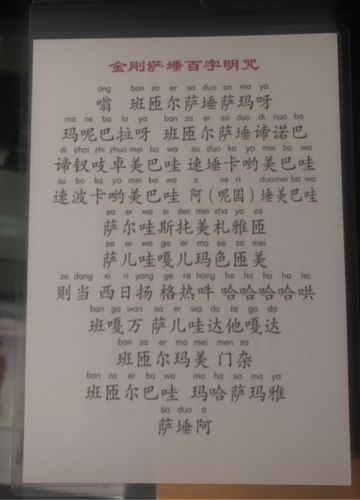 金刚萨埵百字明咒
ong ban za er sa duo sa ma ya
嗡 班匝尔萨埵萨玛呀
ma ne ba la ya ban za er sa duo di nuo ba
玛呢巴拉呀 班匝尔萨埵谛诺巴
di chai zhi zhuo mei ba wa su duo ka yo mei ba wa
谛钗吱卓美巴哇 速埵卡哟美巴哇
su bo ka yo mei ba wa a ne ri duo mei ba wa
速波卡哟美巴哇 阿(呢囸)埵美巴哇
sa er wa si den mei zha ya za
萨尔哇斯托美札雅匝
sa er wa ga er ma se za mei
萨儿哇嘎儿玛色匝美
ze dang xi ri yang ge re hong ha ha ha ha ho
则当 西日扬 格热吽 哈哈哈哈哄
ban ga wan sa er wa da ta ga da
班嘎万 萨儿哇达他嘎达
ban za er ma mei men za
班匝尔玛美 门杂
ban za er ba wa ma ha sa ma ya
班匝尔巴哇 玛哈萨玛雅
sa duo a
萨埵阿